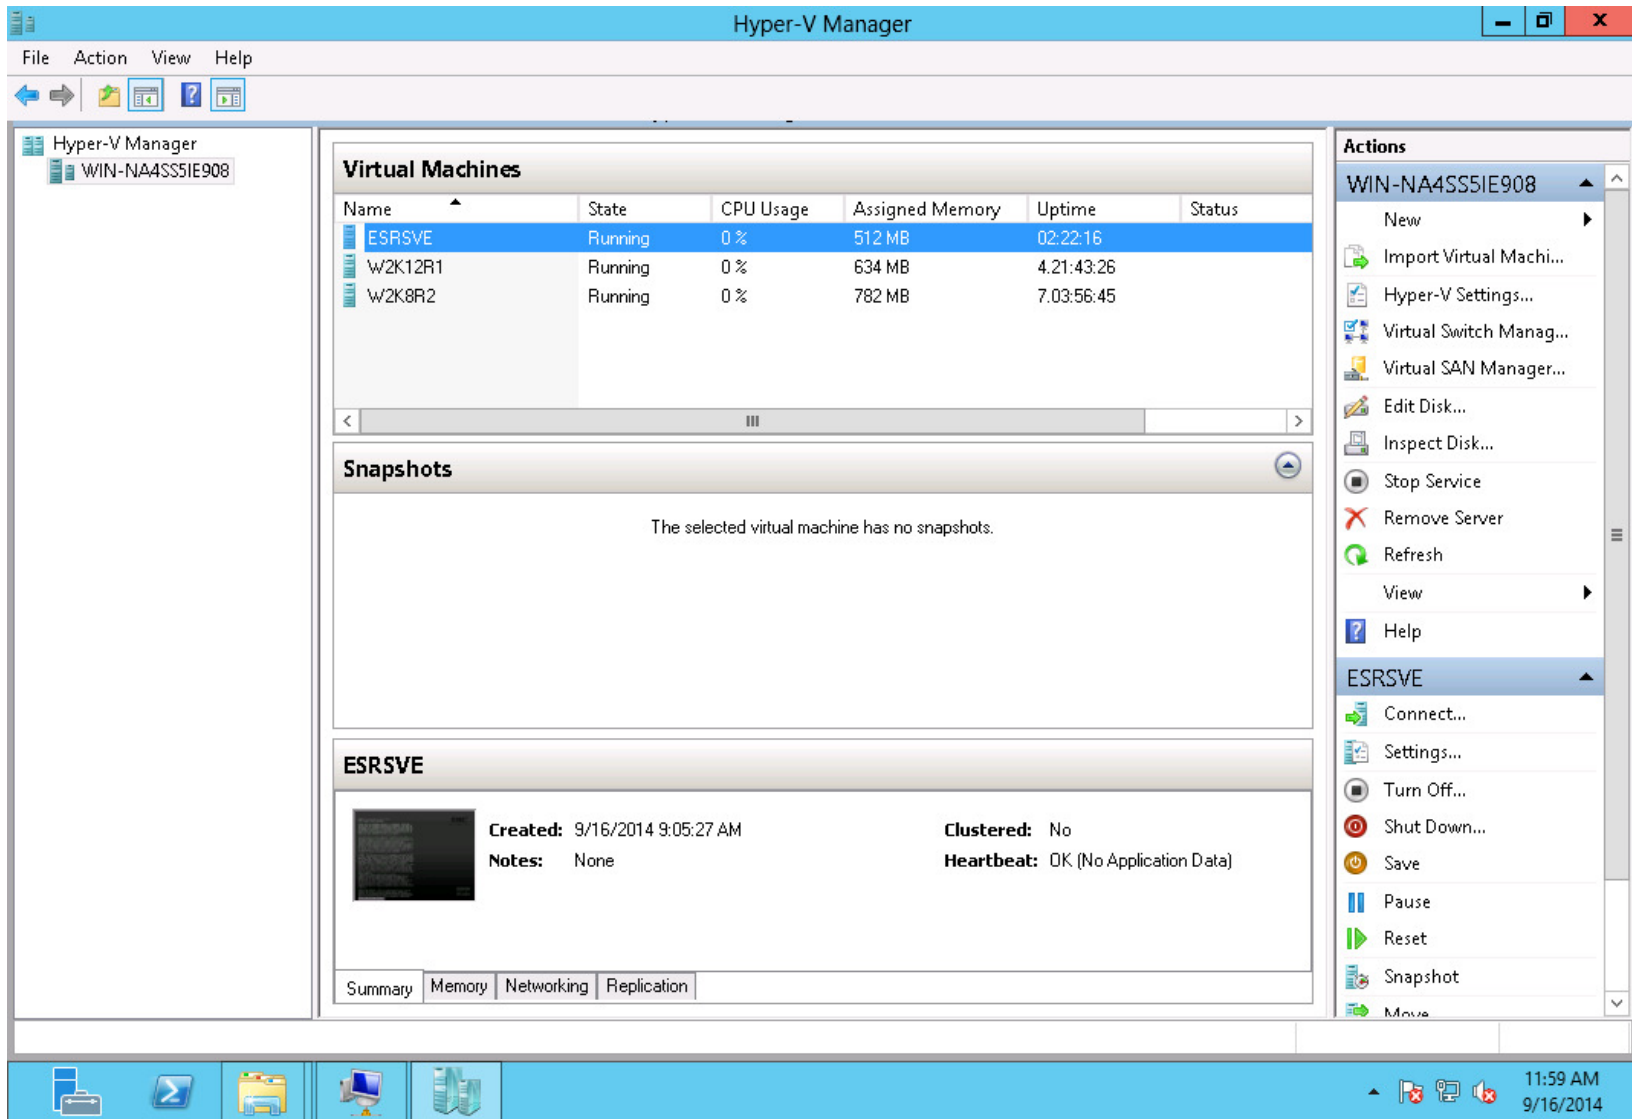 Hyper-V Manager
File Action View Help
Hyper-V Manager
WIN-NA4SS5IE908
Virtual Machines
Name State CPU Usage Assigned Memory Uptime Status
ESRSVE Running 0 % 512 MB 02:22:16
W2K12R1 Running 0 % 634 MB 4.21:43:26
W2K8R2 Running 0 % 782 MB 7.03:56:45
Snapshots
The selected virtual machine has no snapshots.
ESRSVE
Created: 9/16/2014 9:05:27 AM Clustered: No
Notes: None Heartbeat: OK (No Application Data)
Summary Memory Networking Replication
Actions
WIN-NA4SS5IE908
New
Import Virtual Machi...
Hyper-V Settings...
Virtual Switch Manag...
Virtual SAN Manager...
Edit Disk...
Inspect Disk...
Stop Service
Remove Server
Refresh
View
Help
ESRSVE
Connect...
Settings...
Turn Off...
Shut Down...
Save
Pause
Reset
Snapshot
Move
11:59 AM
9/16/2014